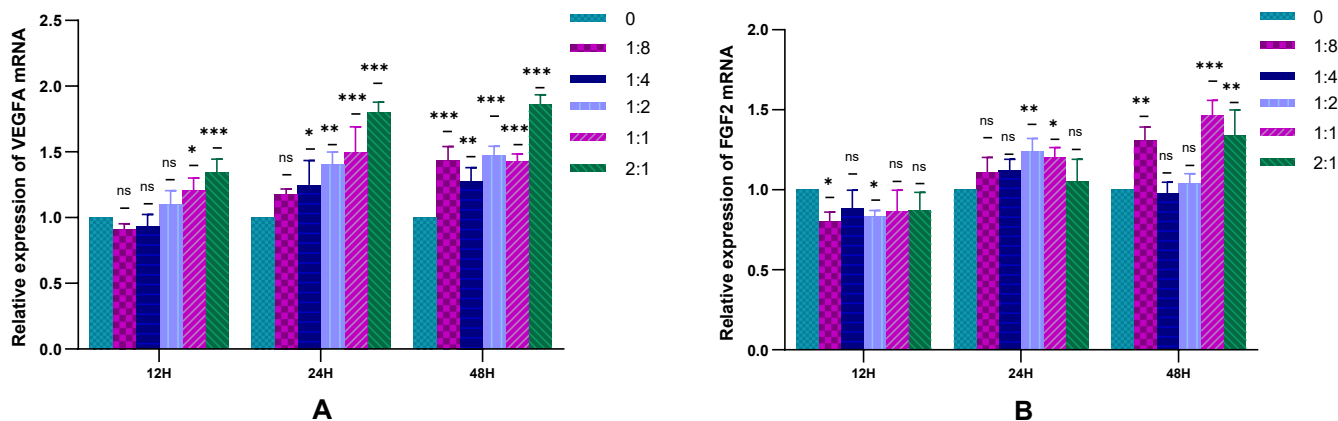 Relative expression of VEGFA mRNA
2.5
2.0
1.5
1.0
0.5
0.0
ns ns ns * ***
ns * ** *** ***
*** ** *** *** ***
12H 24H 48H
0
1:8
1:4
1:2
1:1
2:1
A
Relative expression of FGF2 mRNA
2.0
1.5
1.0
0.5
0.0
* ns * ns ns
ns ns ** * ns
** ns ns *** **
12H 24H 48H
0
1:8
1:4
1:2
1:1
2:1
B